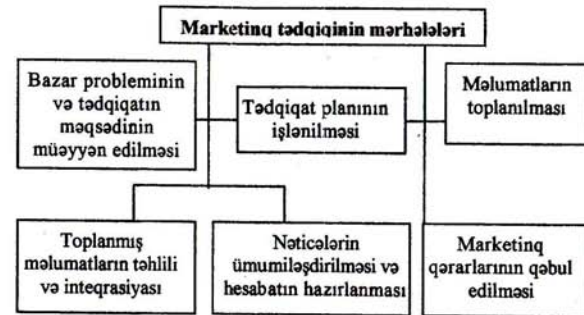 Marketinq tədqiqinin mərhələləri
Bazar probleminin
və tədqiqatın
məqsədinin
müəyyən edilməsi
Tədqiqat planının
işlənilməsi
Məlumatların
toplanılması
Toplanmış
məlumatların təhlili
və inteqrasiyası
Nəticələrin
ümumiləşdirilməsi və
hesabatın hazırlanması
Marketinq
qərarlarının qəbul
edilməsi